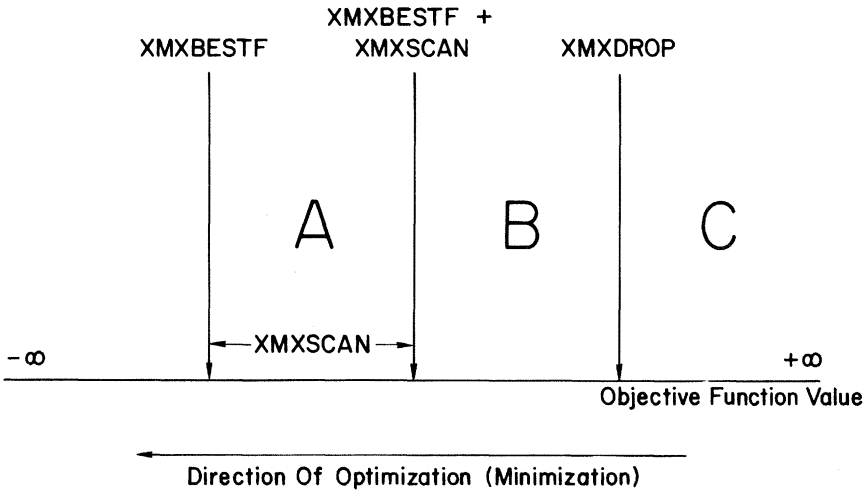 XMXBESTF +
XMXBESTF XMXSCAN XMXDROP
A B C
XMXSCAN
-∞ +∞
Objective Function Value
Direction Of Optimization (Minimization)